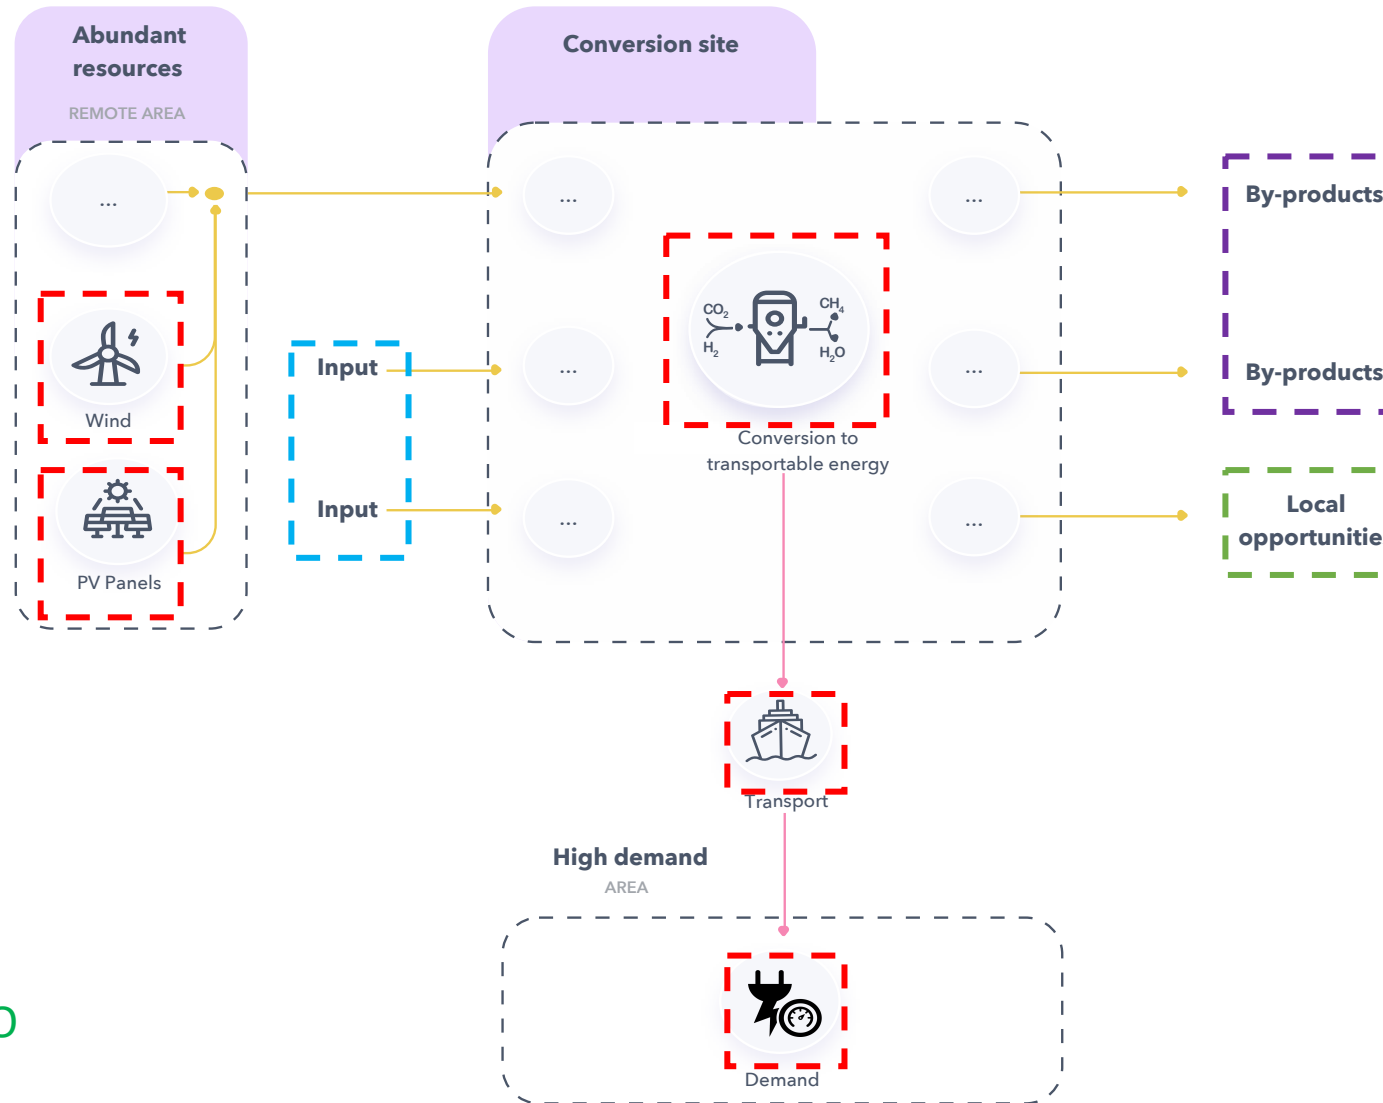 Abundant
resources
REMOTE AREA
...
Wind
PV Panels
Input
Input
Conversion site
...
...
...
CO2
H2
CH4
H2O
Conversion to
transportable energy
...
...
...
By-products
By-products
Local
opportunitie
Transport
High demand
AREA
Demand